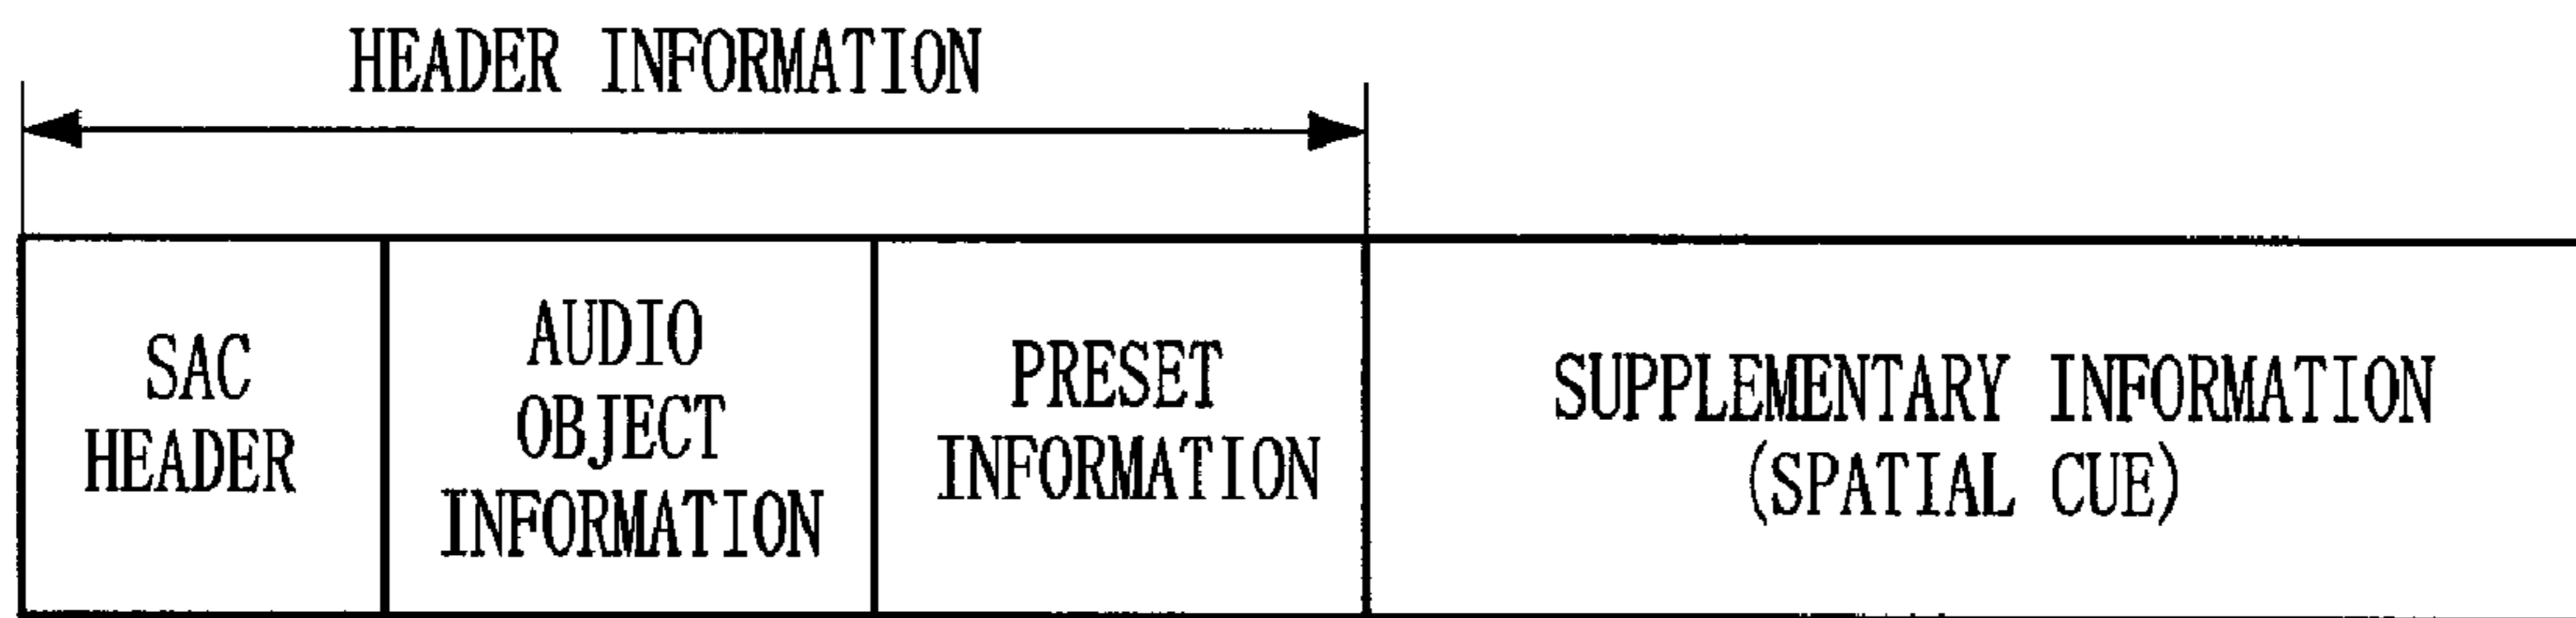 HEADER INFORMATION
SAC
HEADER
AUDIO
OBJECT
INFORMATION
PRESET
INFORMATION
SUPPLEMENTARY INFORMATION
(SPATIAL CUE)